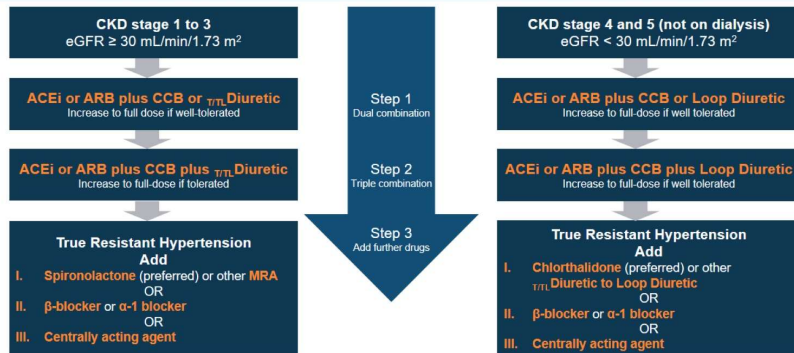 CKD stage 1 to 3
eGFR ≥ 30 mL/min/1.73 m²
ACEi or ARB plus CCB or T/TLDiuretic
Increase to full dose if well-tolerated
ACEi or ARB plus CCB plus T/TLDiuretic
Increase to full-dose if tolerated
True Resistant Hypertension
Add
I. Spironolactone (preferred) or other MRA
OR
II. β-blocker or α-1 blocker
OR
III. Centrally acting agent
Step 1
Dual combination
Step 2
Triple combination
Step 3
Add further drugs
CKD stage 4 and 5 (not on dialysis)
eGFR < 30 mL/min/1.73 m²
ACEi or ARB plus CCB or Loop Diuretic
Increase to full-dose if well tolerated
ACEi or ARB plus CCB plus Loop Diuretic
Increase to full-dose if well tolerated
True Resistant Hypertension
Add
I. Chlorthalidone (preferred) or other
T/TLDiuretic to Loop Diuretic
OR
II. β-blocker or α-1 blocker
OR
III. Centrally acting agent